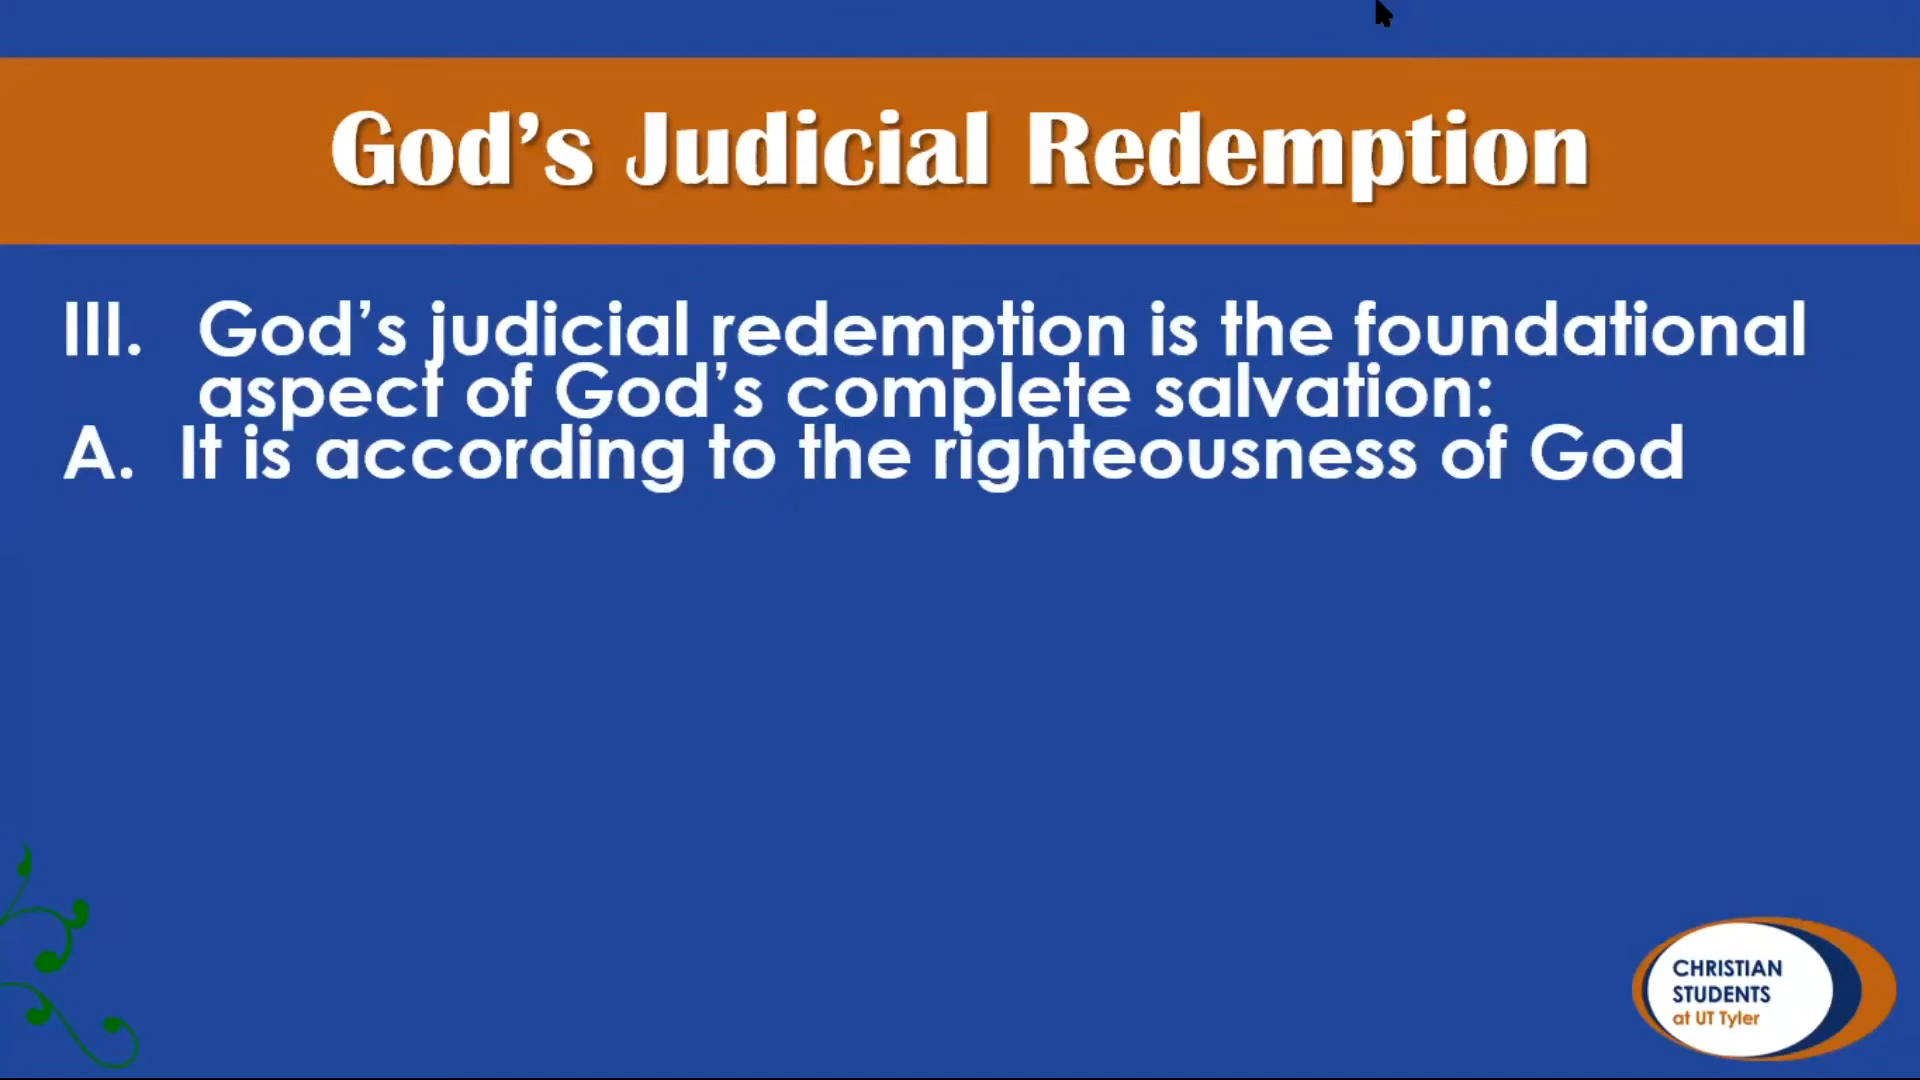 God’s Judicial Redemption
III. God’s judicial redemption is the foundational
aspect of God’s complete salvation:
A. It is according to the righteousness of God
CHRISTIAN
STUDENTS
at UT Tyler